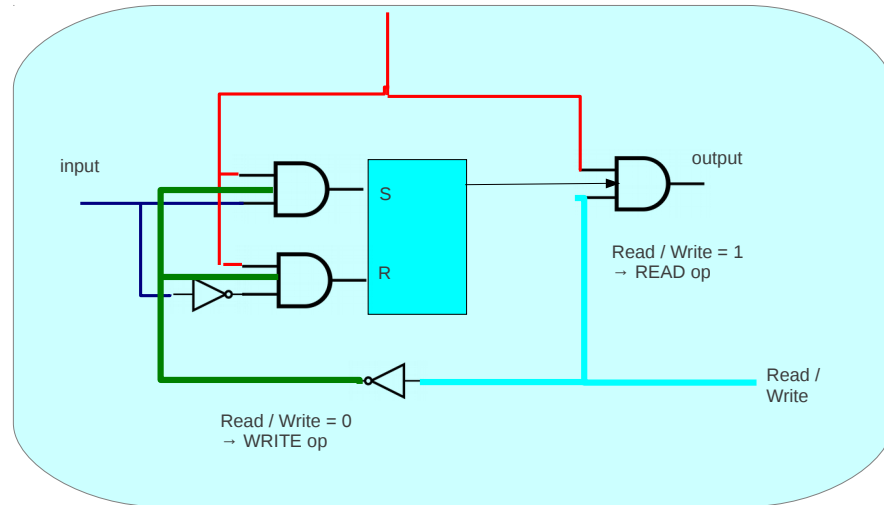 input
output
S
R
Read / Write = 1
→ READ op
Read /
Write
Read / Write = 0
→ WRITE op